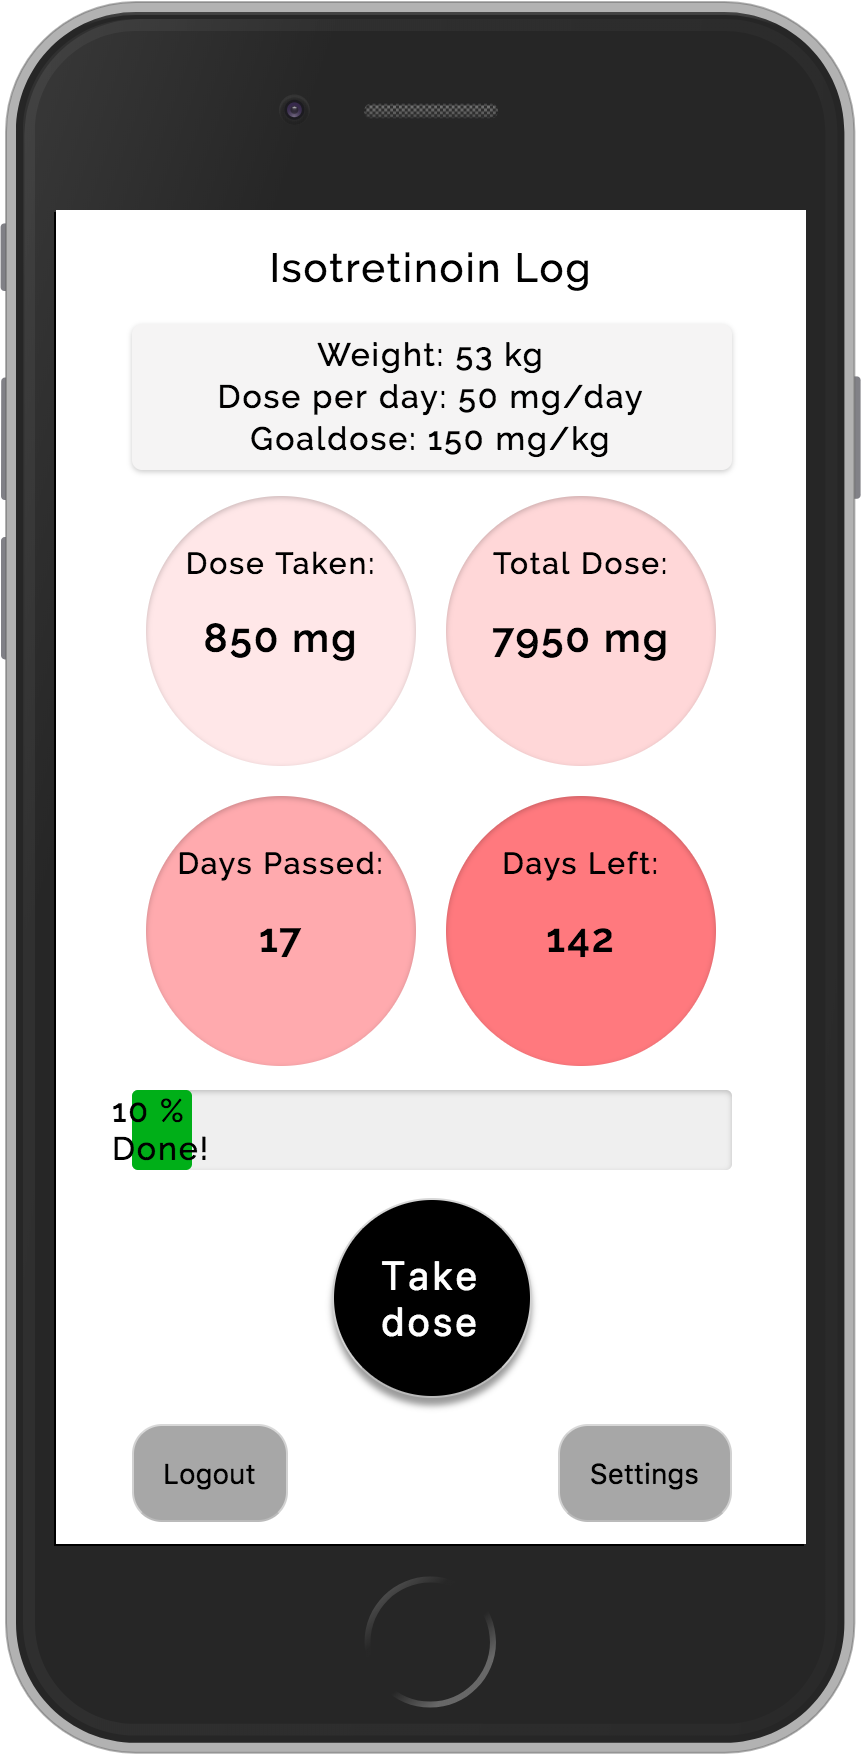 Isotretinoin Log
Weight: 53 kg
Dose per day: 50 mg/day
Goaldose: 150 mg/kg
Dose Taken:
850 mg
Total Dose:
7950 mg
Days Passed:
17
Days Left:
142
10 %
Done!
Take
dose
Logout
Settings